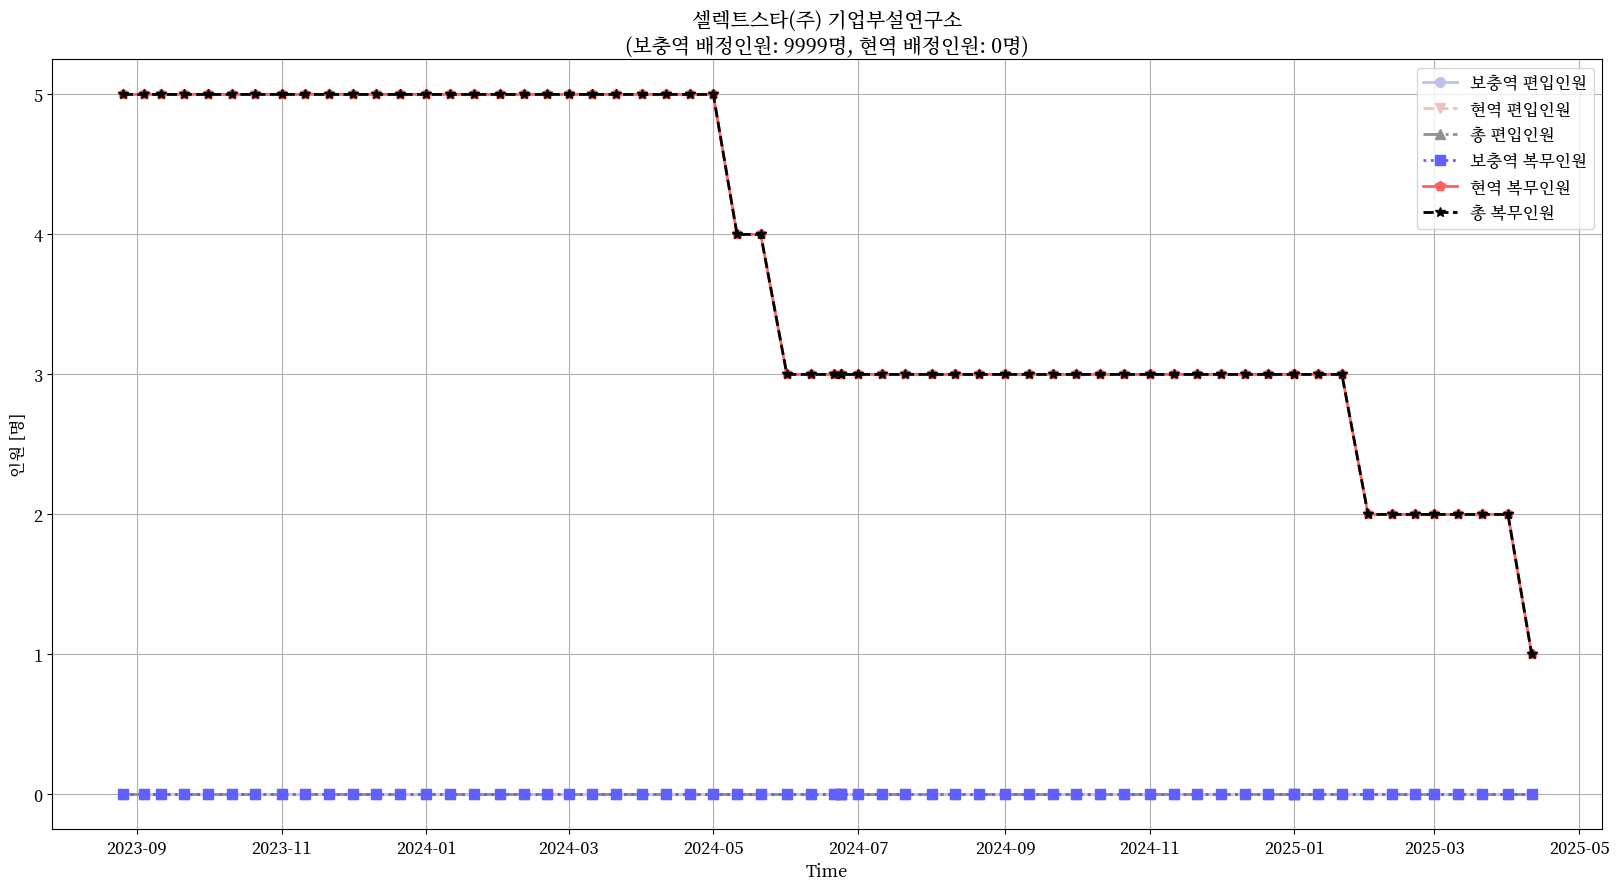 셀렉트스타(주) 기업부설연구소
(보충역 배정인원: 9999명, 현역 배정인원: 0명)
보충역 편입인원
현역 편입인원
총 편입인원
보충역 복무인원
현역 복무인원
총 복무인원
인원 [명]
5
4
3
2
1
0
2023-09
2023-11
2024-01
2024-03
2024-05
2024-07
2024-09
2024-11
2025-01
2025-03
2025-05
Time